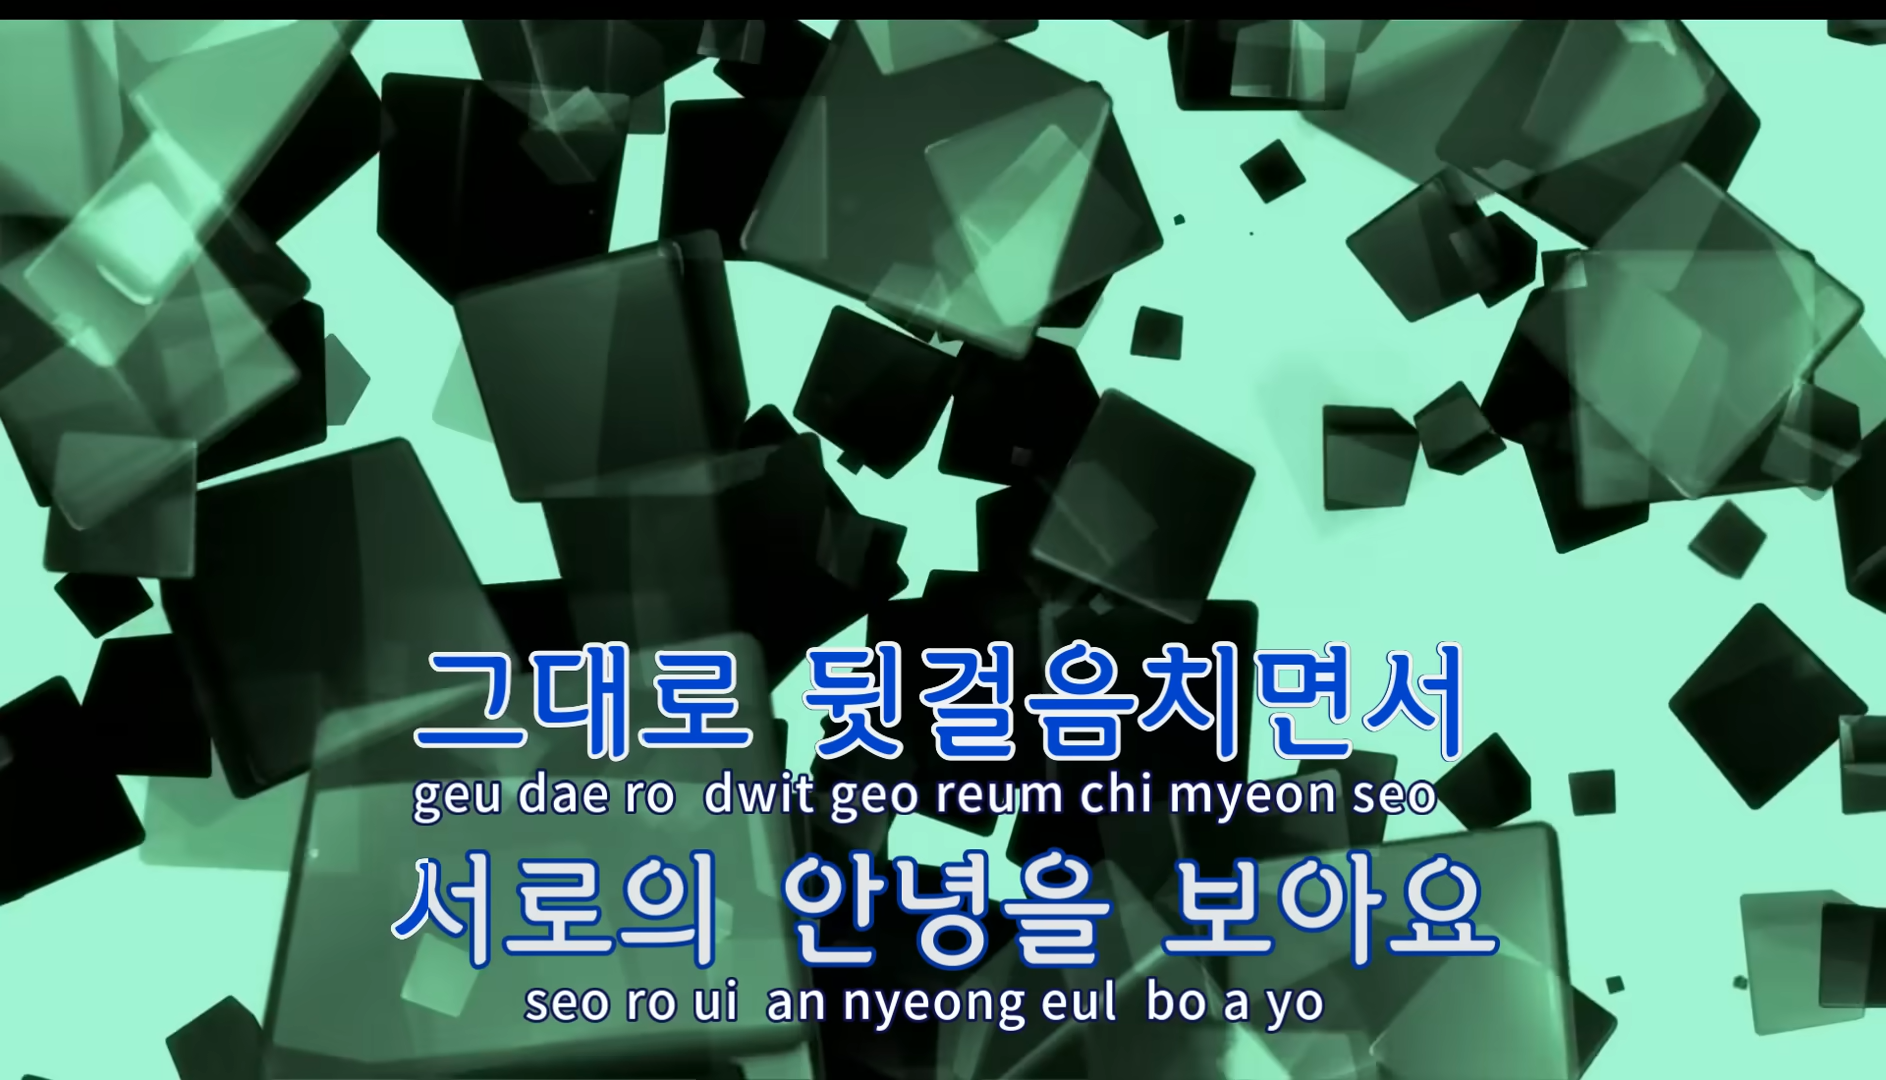 그대로 뒷걸음치면서
geu dae ro dwit geo reum chi myeon seo
서로의 안녕을 보아요
seo ro ui an nyeong eul bo a yo